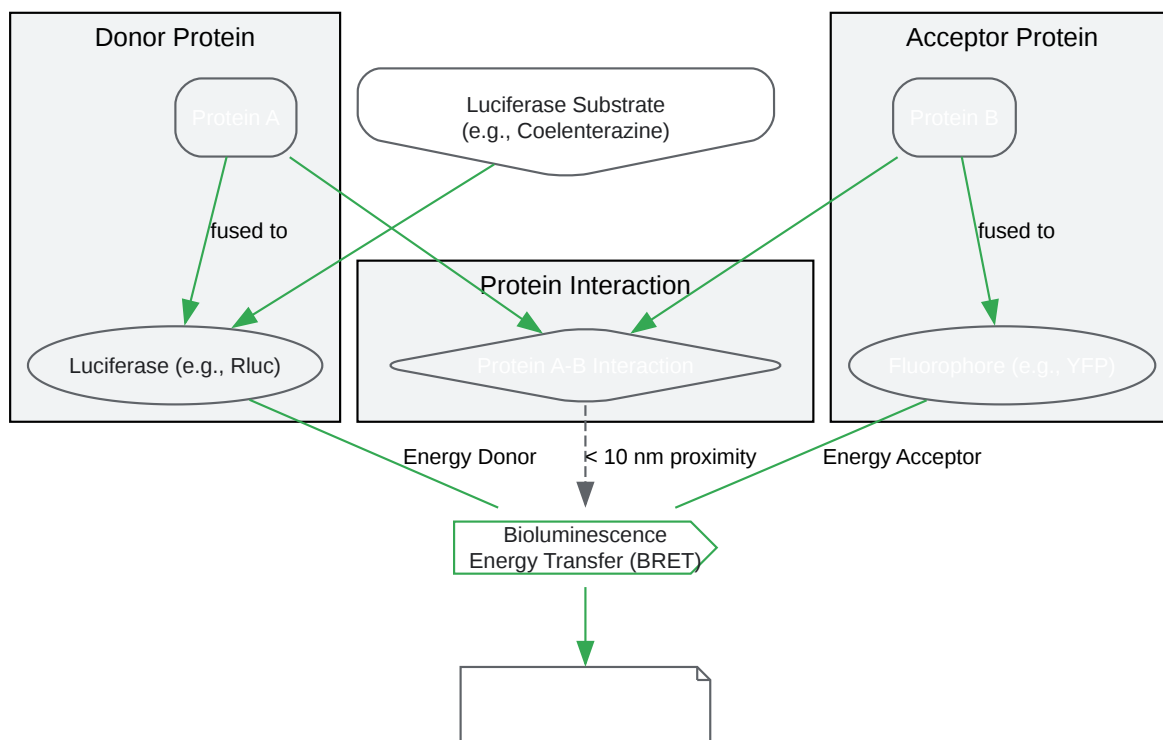 Donor Protein
Acceptor Protein
Protein A
Luciferase Substrate
(e.g., Coelenterazine)
Protein B
fused to
fused to
Protein Interaction
Luciferase (e.g., Rluc)
Protein A-B Interaction
Fluorophore (e.g., YFP)
Energy Donor
< 10 nm proximity
Energy Acceptor
Bioluminescence
Energy Transfer (BRET)